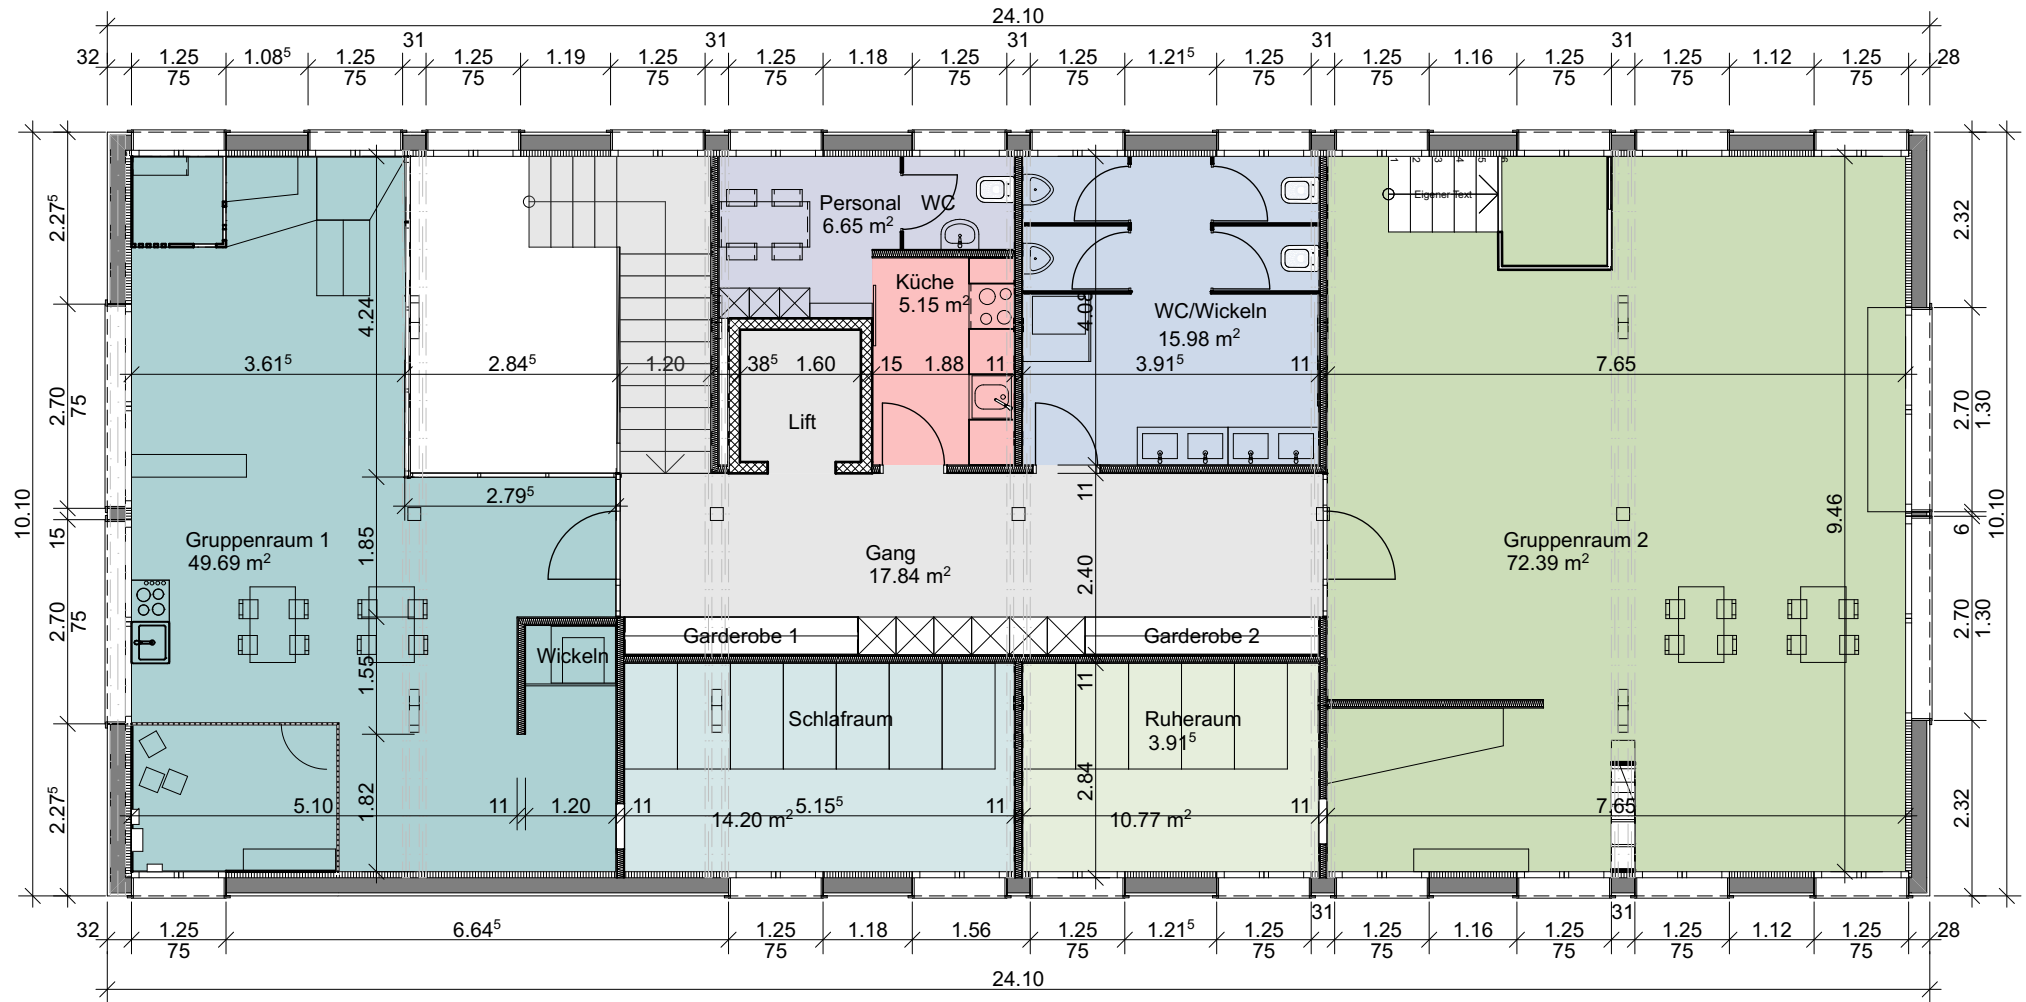 24.10
31 31 31 31 31
32 1.25 1.08⁵ 1.25 1.25 1.19 1.25 1.25 1.18 1.25 1.25 1.21⁵ 1.25 1.25 1.16 1.25 1.25 1.12 1.25 28
75 75 75 75 75 75 75 75 75 75 75 75
1 2 3 4 5 6
Eigener Text
Personal WC
6.65 m²
2.27⁵
2.32
Küche
5.15 m²
4.24
4.08
WC/Wickeln
15.98 m²
3.61⁵ 2.84⁵ 1.20 38⁵ 1.60 15 1.88 11 3.91⁵ 11 7.65
2.70
75
2.70
1.30
Lift
10.10
2.79⁵
11
9.46
10.10
15
6
Gruppenraum 1
49.69 m²
1.85
Gang
17.84 m²
2.40
Gruppenraum 2
72.39 m²
2.70
75
2.70
1.30
Garderobe 1 Garderobe 2
Wickeln
1.55
11
Schlafraum
Ruheraum
3.91⁵
2.27⁵
1.82
2.84
2.32
5.10 11 1.20 11 5.15⁵ 11 11 7.65
14.20 m² 10.77 m²
31 31
32 1.25 6.64⁵ 1.25 1.18 1.56 1.25 1.21⁵ 1.25 1.25 1.16 1.25 1.25 1.12 1.25 28
75 75 75 75 75 75 75 75
24.10